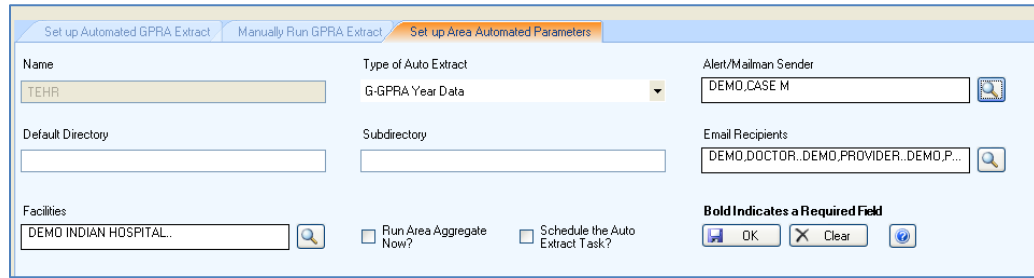 Set up Automated GPRA Extract Manually Run GPRA Extract Set up Area Automated Parameters
Name Type of Auto Extract Alert/Mailman Sender
TEHR G-GPRA Year Data DEMO,CASE M
Default Directory Subdirectory Email Recipients
DEMO,DOCTOR..DEMO,PROVIDER..DEMO,P...
Facilities Bold Indicates a Required Field
DEMO INDIAN HOSPITAL.. Run Area Aggregate Now? Schedule the Auto Extract Task? OK Clear